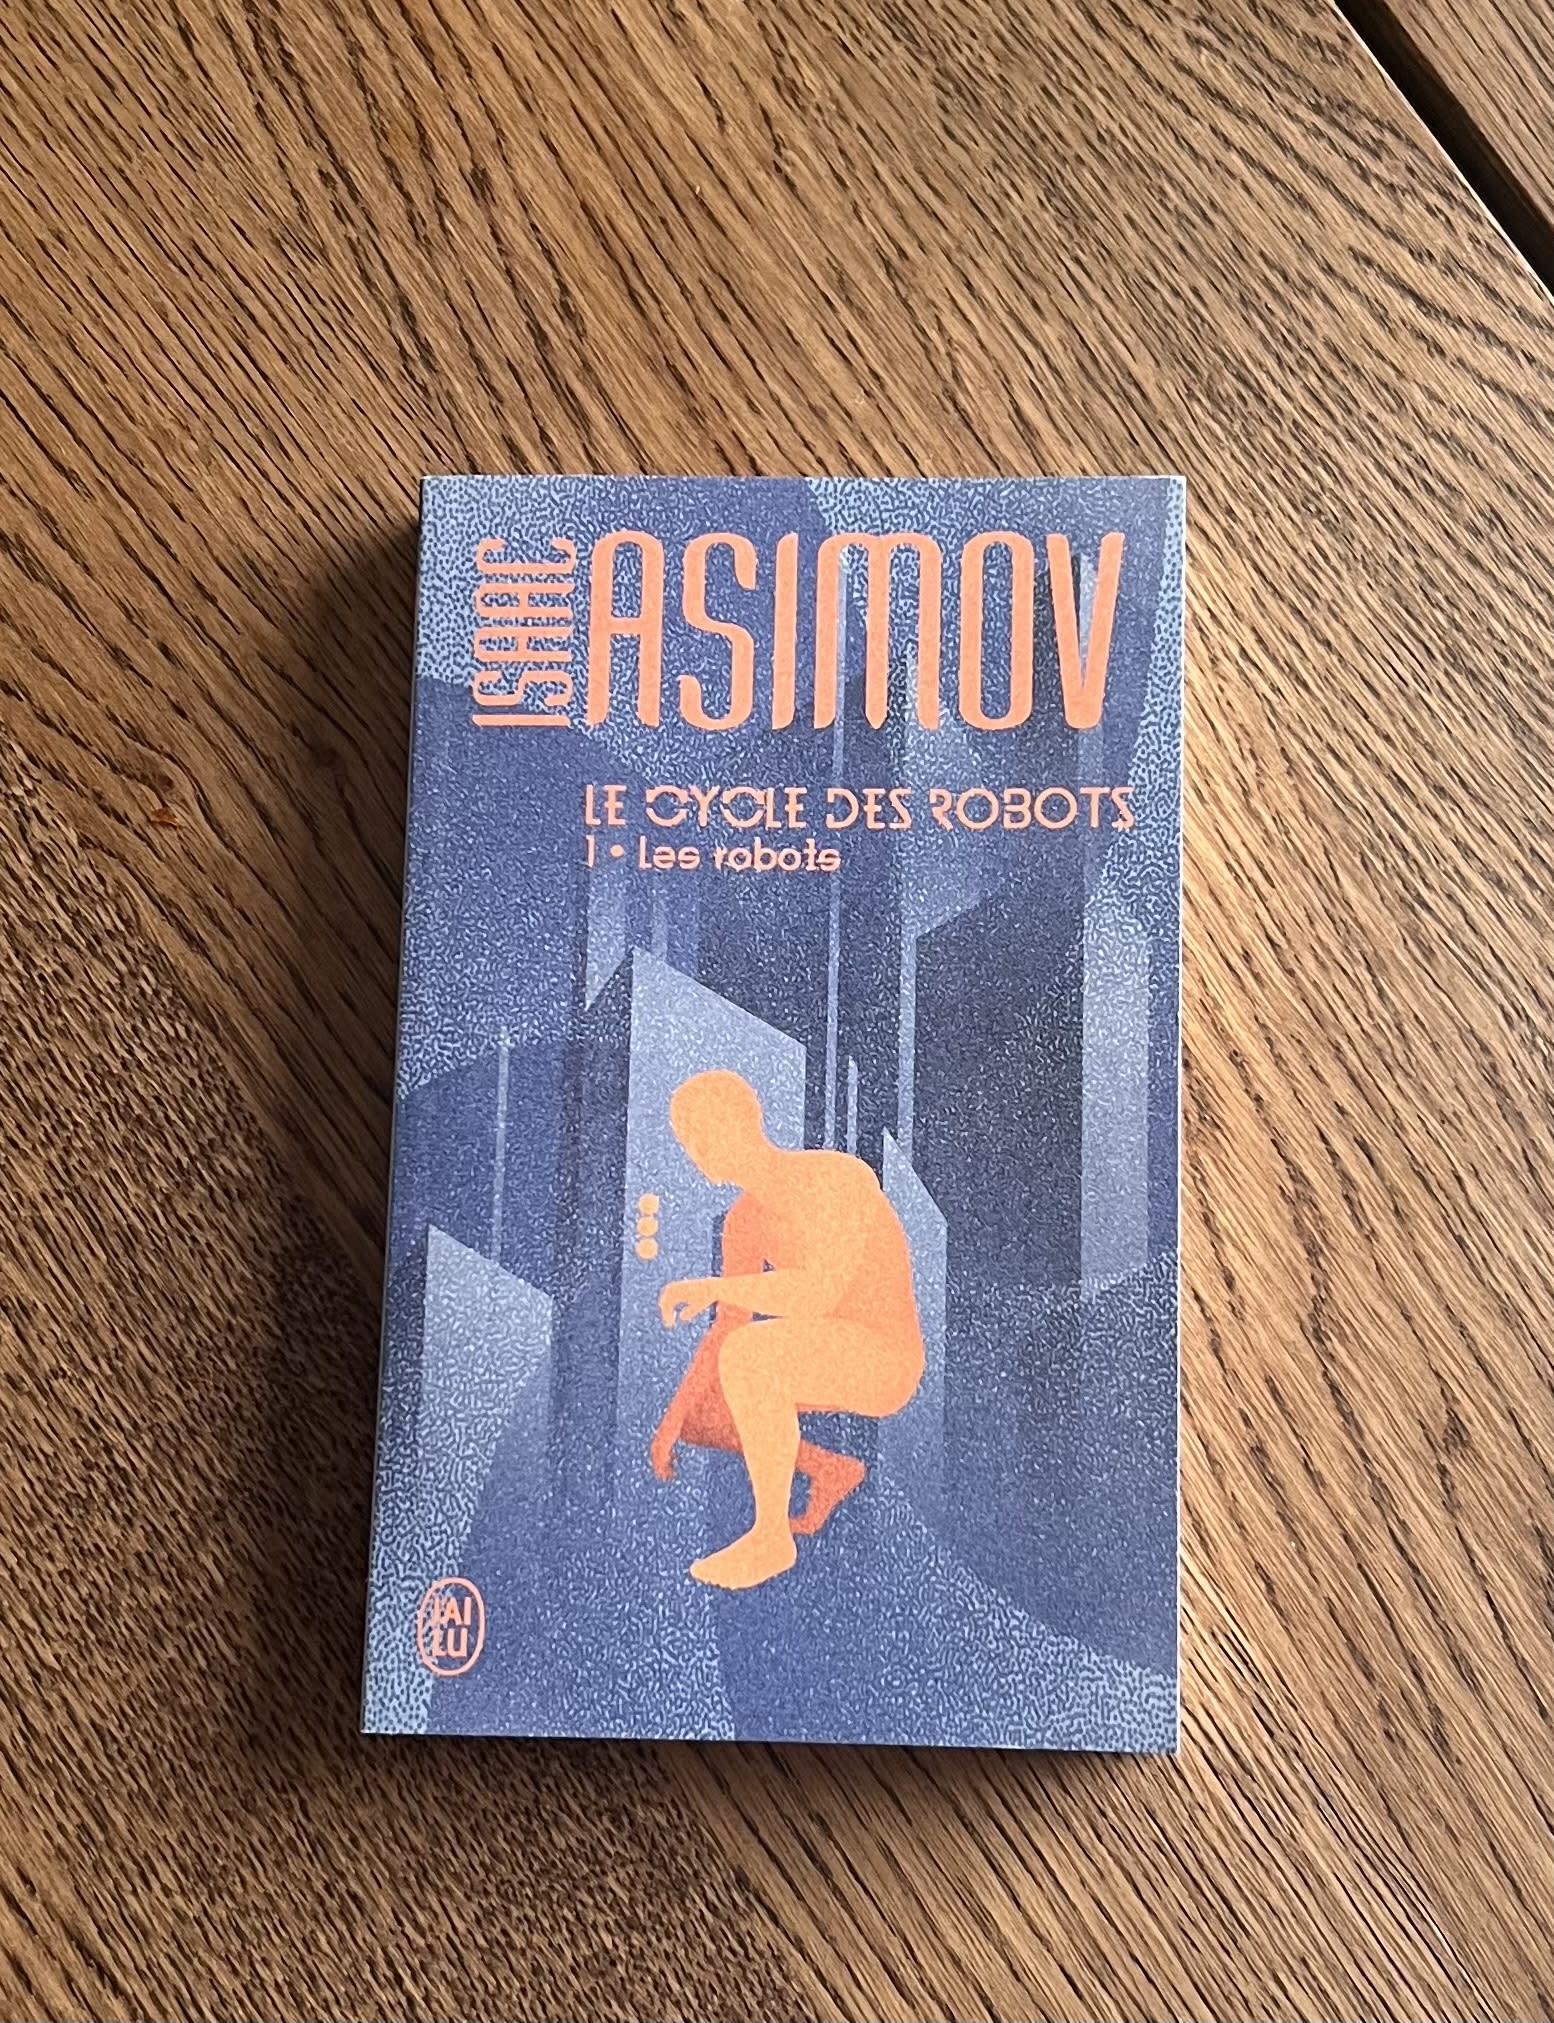 ISAAC
ASIMOV
LE CYCLE DES ROBOTS
1 • Les robots
J'AI
LU